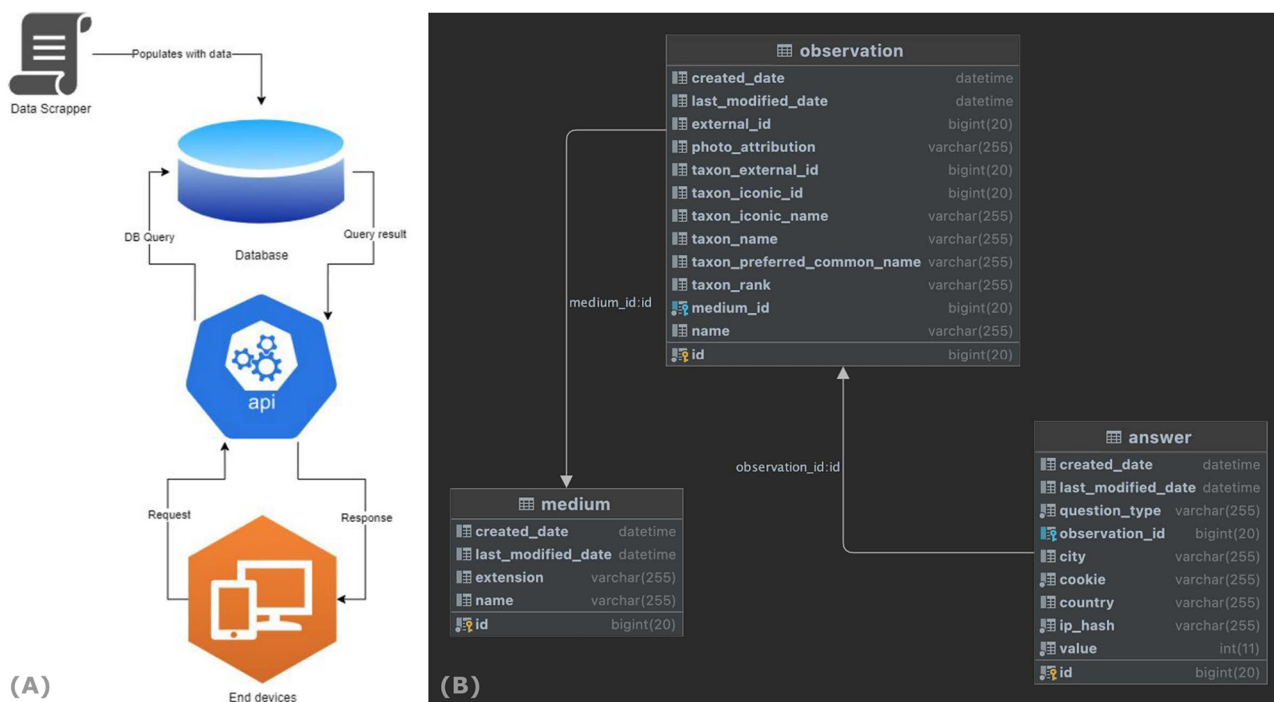 Populates with data
Data Scrapper
DB Query
Query result
Database
api
Request
Response
End devices
(A)
observation
created_date datetime
last_modified_date datetime
external_id bigint(20)
photo_attribution varchar(255)
taxon_external_id bigint(20)
taxon_iconic_id bigint(20)
taxon_iconic_name varchar(255)
taxon_name varchar(255)
taxon_preferred_common_name varchar(255)
taxon_rank varchar(255)
medium_id bigint(20)
name varchar(255)
id bigint(20)
medium_id:id
observation_id:id
medium
created_date datetime
last_modified_date datetime
extension varchar(255)
name varchar(255)
id bigint(20)
answer
created_date datetime
last_modified_date datetime
question_type varchar(255)
observation_id bigint(20)
city varchar(255)
cookie varchar(255)
country varchar(255)
ip_hash varchar(255)
value int(11)
id bigint(20)
(B)